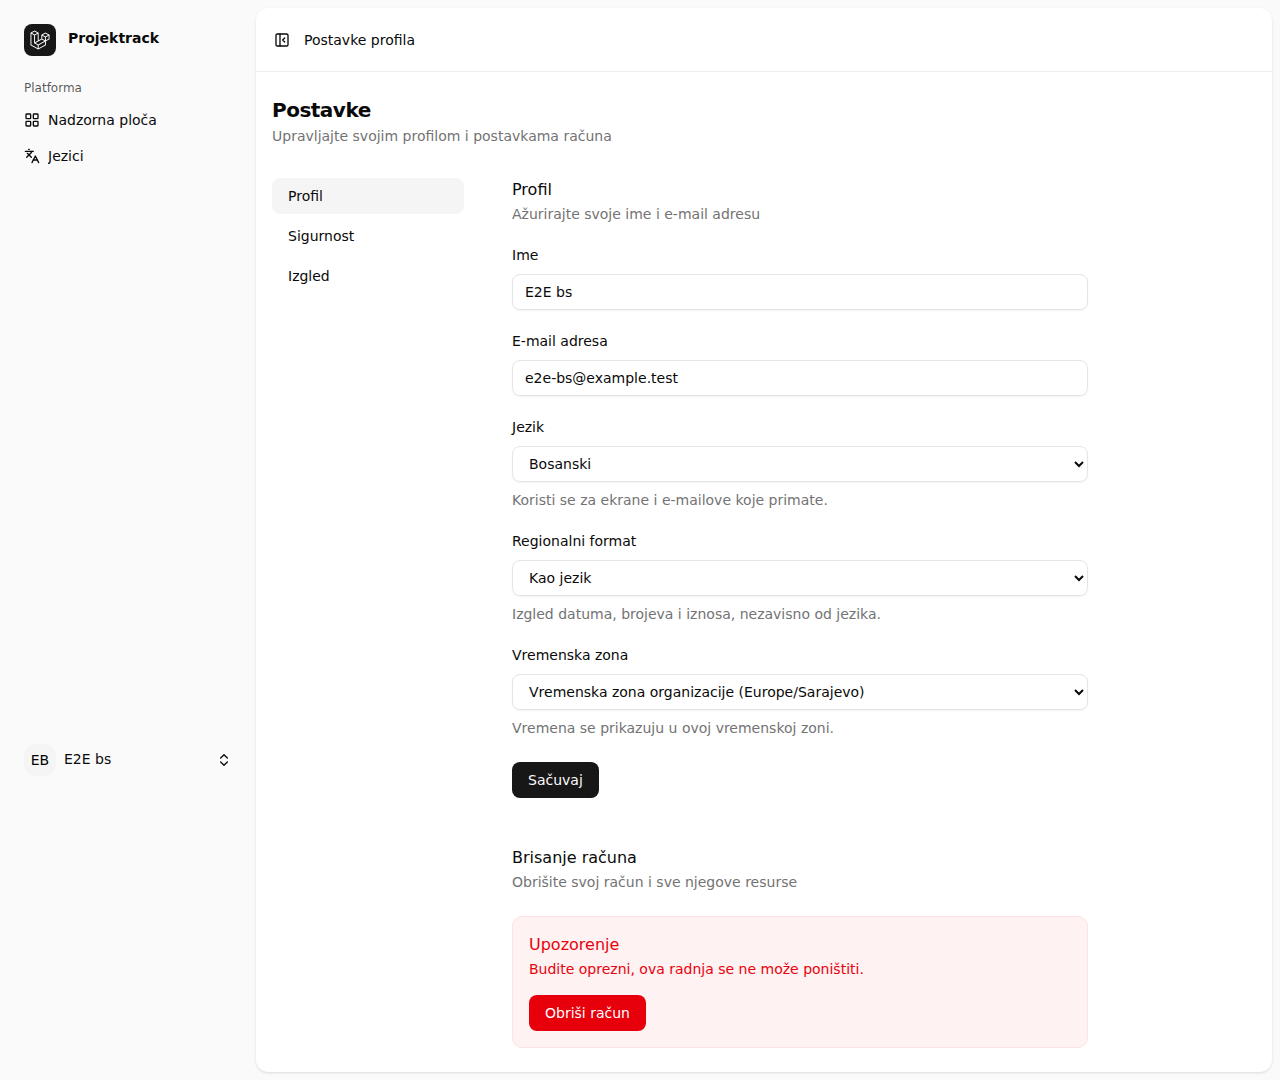 Projektrack
Platforma
Nadzorna ploča
Jezici
EB
E2E bs
Postavke profila
Postavke
Upravljajte svojim profilom i postavkama računa
Profil
Sigurnost
Izgled
Profil
Ažurirajte svoje ime i e-mail adresu
Ime
E2E bs
E-mail adresa
e2e-bs@example.test
Jezik
Bosanski
Koristi se za ekrane i e-mailove koje primate.
Regionalni format
Kao jezik
Izgled datuma, brojeva i iznosa, nezavisno od jezika.
Vremenska zona
Vremenska zona organizacije (Europe/Sarajevo)
Vremena se prikazuju u ovoj vremenskoj zoni.
Sačuvaj
Brisanje računa
Obrišite svoj račun i sve njegove resurse
Upozorenje
Budite oprezni, ova radnja se ne može poništiti.
Obriši račun